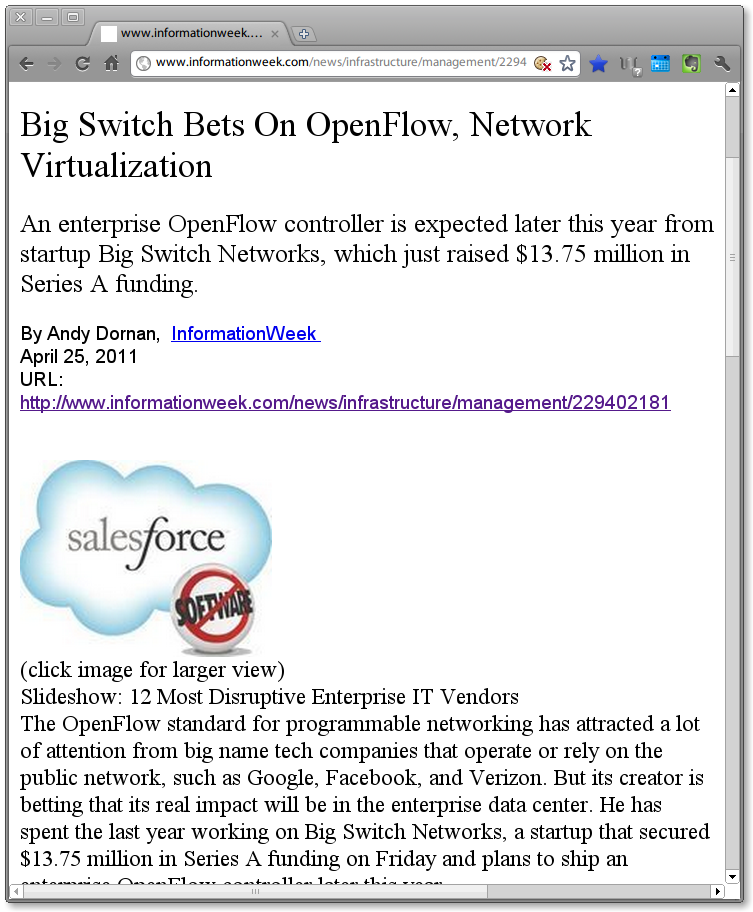 www.informationweek....
www.informationweek.com/news/infrastructure/management/2294
Big Switch Bets On OpenFlow, Network
Virtualization
An enterprise OpenFlow controller is expected later this year from
startup Big Switch Networks, which just raised $13.75 million in
Series A funding.
By Andy Dornan, InformationWeek
April 25, 2011
URL:
http://www.informationweek.com/news/infrastructure/management/229402181
salesforce
SOFTWARE
(click image for larger view)
Slideshow: 12 Most Disruptive Enterprise IT Vendors
The OpenFlow standard for programmable networking has attracted a lot
of attention from big name tech companies that operate or rely on the
public network, such as Google, Facebook, and Verizon. But its creator is
betting that its real impact will be in the enterprise data center. He has
spent the last year working on Big Switch Networks, a startup that secured
$13.75 million in Series A funding on Friday and plans to ship an
enterprise OpenFlow controller later this year